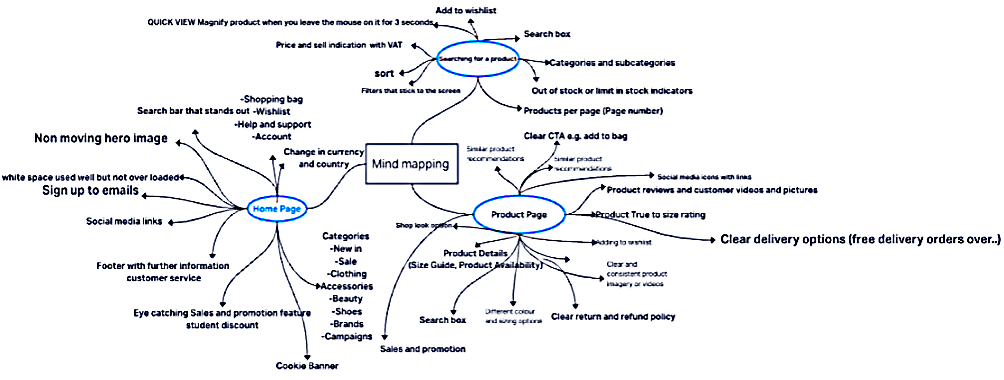 Add to wishlist
QUICK VIEW Magnify product when you leave the mouse on it for 3 seconds
Search box
Price and sell indication with VAT
Searching for a product
Categories and subcategories
sort
Filters that stick to the screen
Out of stock or limit in stock indicators
Products per page (Page number)
-Shopping bag
Search bar that stands out
-Wishlist
-Help and support
-Account
Non moving hero image
Change in currency
and country
Mind mapping
Clear CTA e.g. add to bag
Similar product
recommendations
Similar product
recommendations
white space used well but not over loaded
Social media icons with links
Sign up to emails
Product reviews and customer videos and pictures
Home Page
Product Page
Product True to size rating
Social media links
Shop look option
Categories
-New in
-Sale
-Clothing
Accessories
-Beauty
-Shoes
-Brands
-Campaigns
Adding to wishlist
Clear delivery options (free delivery orders over..)
Product Details
(Size Guide, Product Availability)
Footer with further information
customer service
Clear and
consistent product
imagery or videos
Eye catching Sales and promotion feature
student discount
Search box
Different colour
and sizing options
Clear return and refund policy
Sales and promotion
Cookie Banner